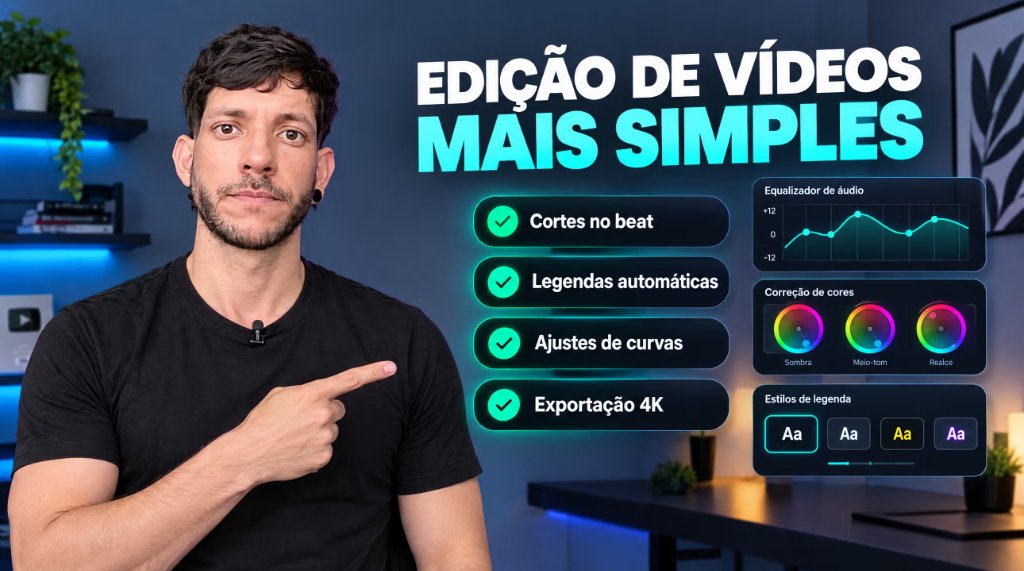 EDIÇÃO DE VÍDEOS
MAIS SIMPLES
Cortes no beat
Legendas automáticas
Ajustes de curvas
Exportação 4K
Equalizador de áudio
+12
0
-12
Correção de cores
Sombra
Meio-tom
Realce
Estilos de legenda
Aa
Aa
Aa
Aa